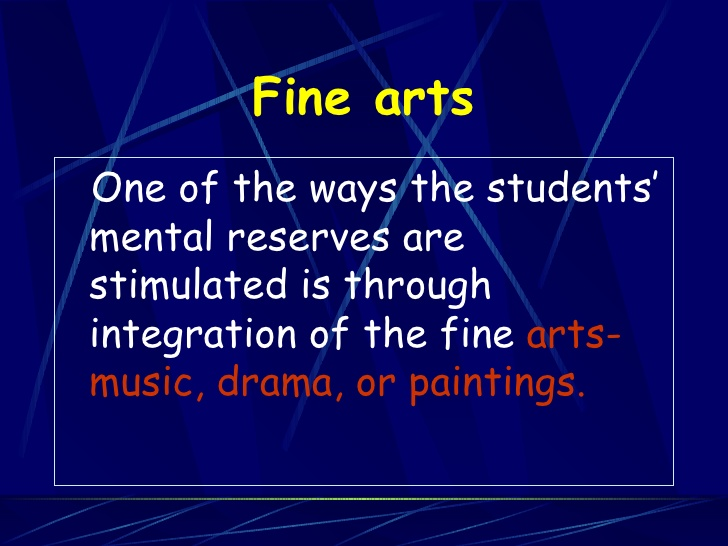 Fine arts
One of the ways the students’
mental reserves are
stimulated is through
integration of the fine arts-
music, drama, or paintings.